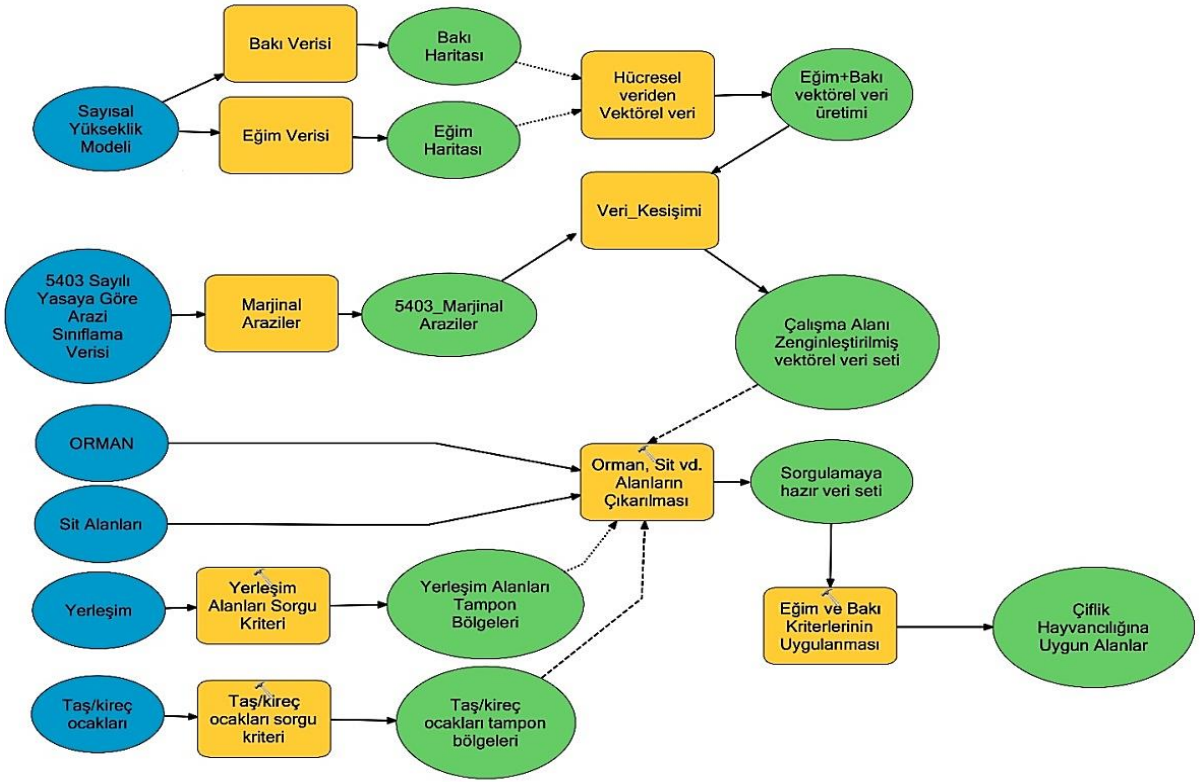 Bakı Verisi
Bakı
Haritası
Sayısal
Yükseklik
Modeli
Eğim Verisi
Eğim
Haritası
Hücresel
veriden
Vektörel veri
Eğim+Bakı
vektörel veri
üretimi
Veri_Kesişimi
5403 Sayılı
Yasaya Göre
Arazi
Sınıflama
Verisi
Marjinal
Araziler
5403_Marjinal
Araziler
Çalışma Alanı
Zenginleştirilmiş
vektörel veri seti
ORMAN
Sit Alanları
Orman, Sit vd.
Alanların
Çıkarılması
Sorgulamaya
hazır veri seti
Yerleşim
Yerleşim
Alanları Sorgu
Kriteri
Yerleşim Alanları
Tampon
Bölgeleri
Eğim ve Bakı
Kriterlerinin
Uygulanması
Çiflik
Hayvancılığına
Uygun Alanlar
Taş/kireç
ocakları
Taş/kireç
ocakları sorgu
kriteri
Taş/kireç
ocakları tampon
bölgeleri